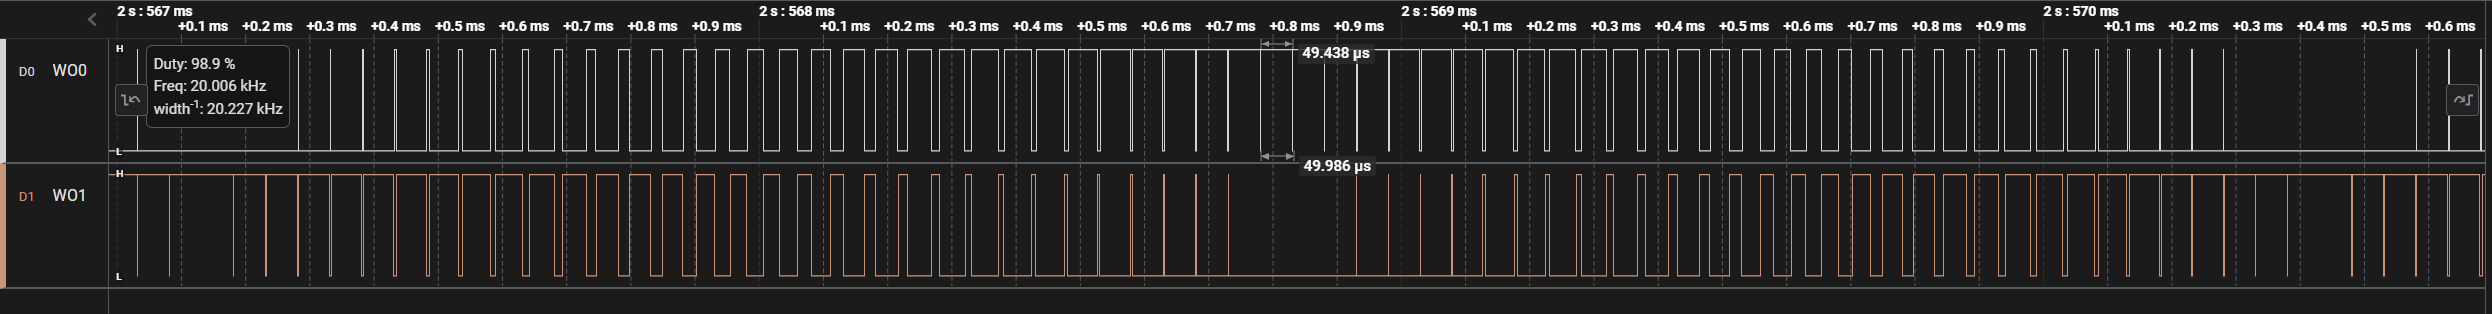 2 s : 567 ms 2 s : 568 ms 2 s : 569 ms 2 s : 570 ms
+0.1 ms +0.2 ms +0.3 ms +0.4 ms +0.5 ms +0.6 ms +0.7 ms +0.8 ms +0.9 ms +0.1 ms +0.2 ms +0.3 ms +0.4 ms +0.5 ms +0.6 ms +0.7 ms +0.8 ms +0.9 ms +0.1 ms +0.2 ms +0.3 ms +0.4 ms +0.5 ms +0.6 ms +0.7 ms +0.8 ms +0.9 ms +0.1 ms +0.2 ms +0.3 ms +0.4 ms +0.5 ms +0.6 ms
H
49.438 µs
D0 WO0
Duty: 98.9 %
Freq: 20.006 kHz
width-1: 20.227 kHz
L
49.986 µs
H
D1 WO1
L